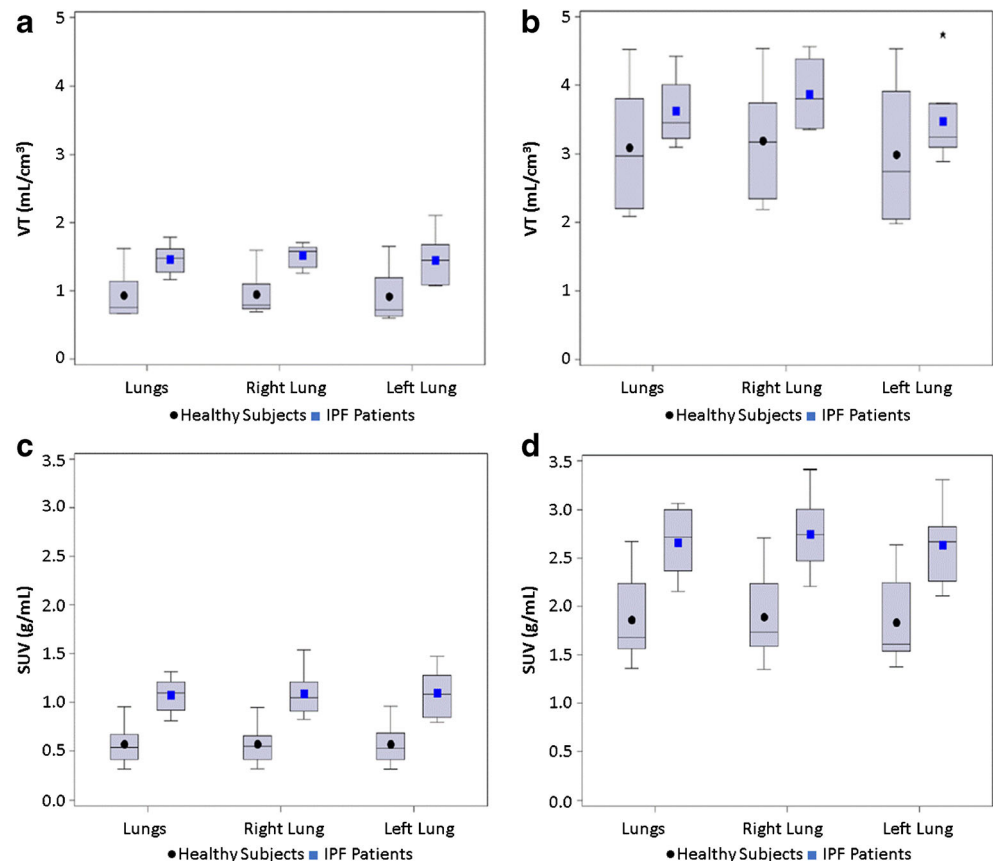 a
5
4
3
2
1
0
VT (mL/cm³)
Lungs Right Lung Left Lung
Healthy Subjects IPF Patients
b
5
4
3
2
1
0
VT (mL/cm³)
Lungs Right Lung Left Lung
Healthy Subjects IPF Patients
c
3.5
3.0
2.5
2.0
1.5
1.0
0.5
0.0
SUV (g/mL)
Lungs Right Lung Left Lung
Healthy Subjects IPF Patients
d
3.5
3.0
2.5
2.0
1.5
1.0
0.5
0.0
SUV (g/mL)
Lungs Right Lung Left Lung
Healthy Subjects IPF Patients